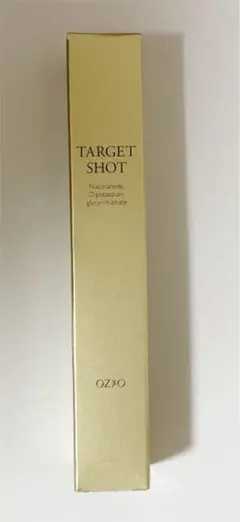 TARGET
SHOT
Niacinamide,
Dipotassium
glycyrrhizinate
OZIO